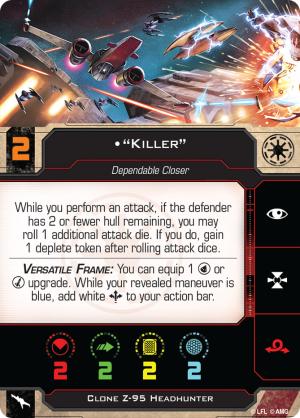 •“Killer”
2
Dependable Closer
While you perform an attack, if the defender
has 2 or fewer hull remaining, you may
roll 1 additional attack die. If you do, gain
1 deplete token after rolling attack dice.
Versatile Frame: You can equip 1 or
upgrade. While your revealed maneuver is
blue, add white to your action bar.
2 2 2 2
Clone Z-95 Headhunter
© LFL © AMG